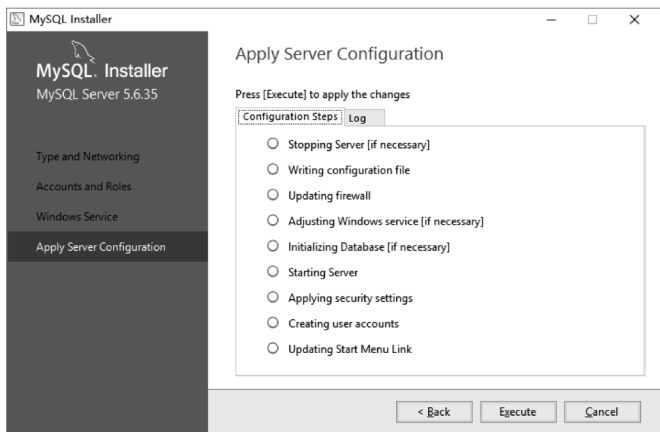 MySQL Installer
MySQL. Installer
MySQL Server 5.6.35
Type and Networking
Accounts and Roles
Windows Service
Apply Server Configuration
Apply Server Configuration
Press [Execute] to apply the changes
Configuration Steps Log
Stopping Server [if necessary]
Writing configuration file
Updating firewall
Adjusting Windows service [if necessary]
Initializing Database [if necessary]
Starting Server
Applying security settings
Creating user accounts
Updating Start Menu Link
< Back Execute Cancel